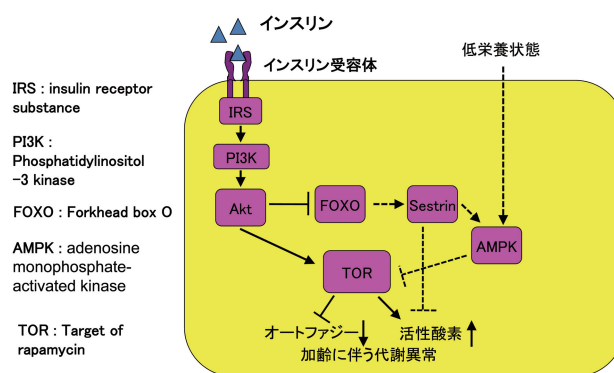 インスリン
インスリン受容体
低栄養状態
IRS : insulin receptor
substance
PI3K :
Phosphatidylinositol
-3 kinase
FOXO : Forkhead box O
AMPK : adenosine
monophosphate-
activated kinase
TOR : Target of
rapamycin
IRS
PI3K
Akt
FOXO
Sestrin
AMPK
TOR
オートファジー
活性酸素
加齢に伴う代謝異常